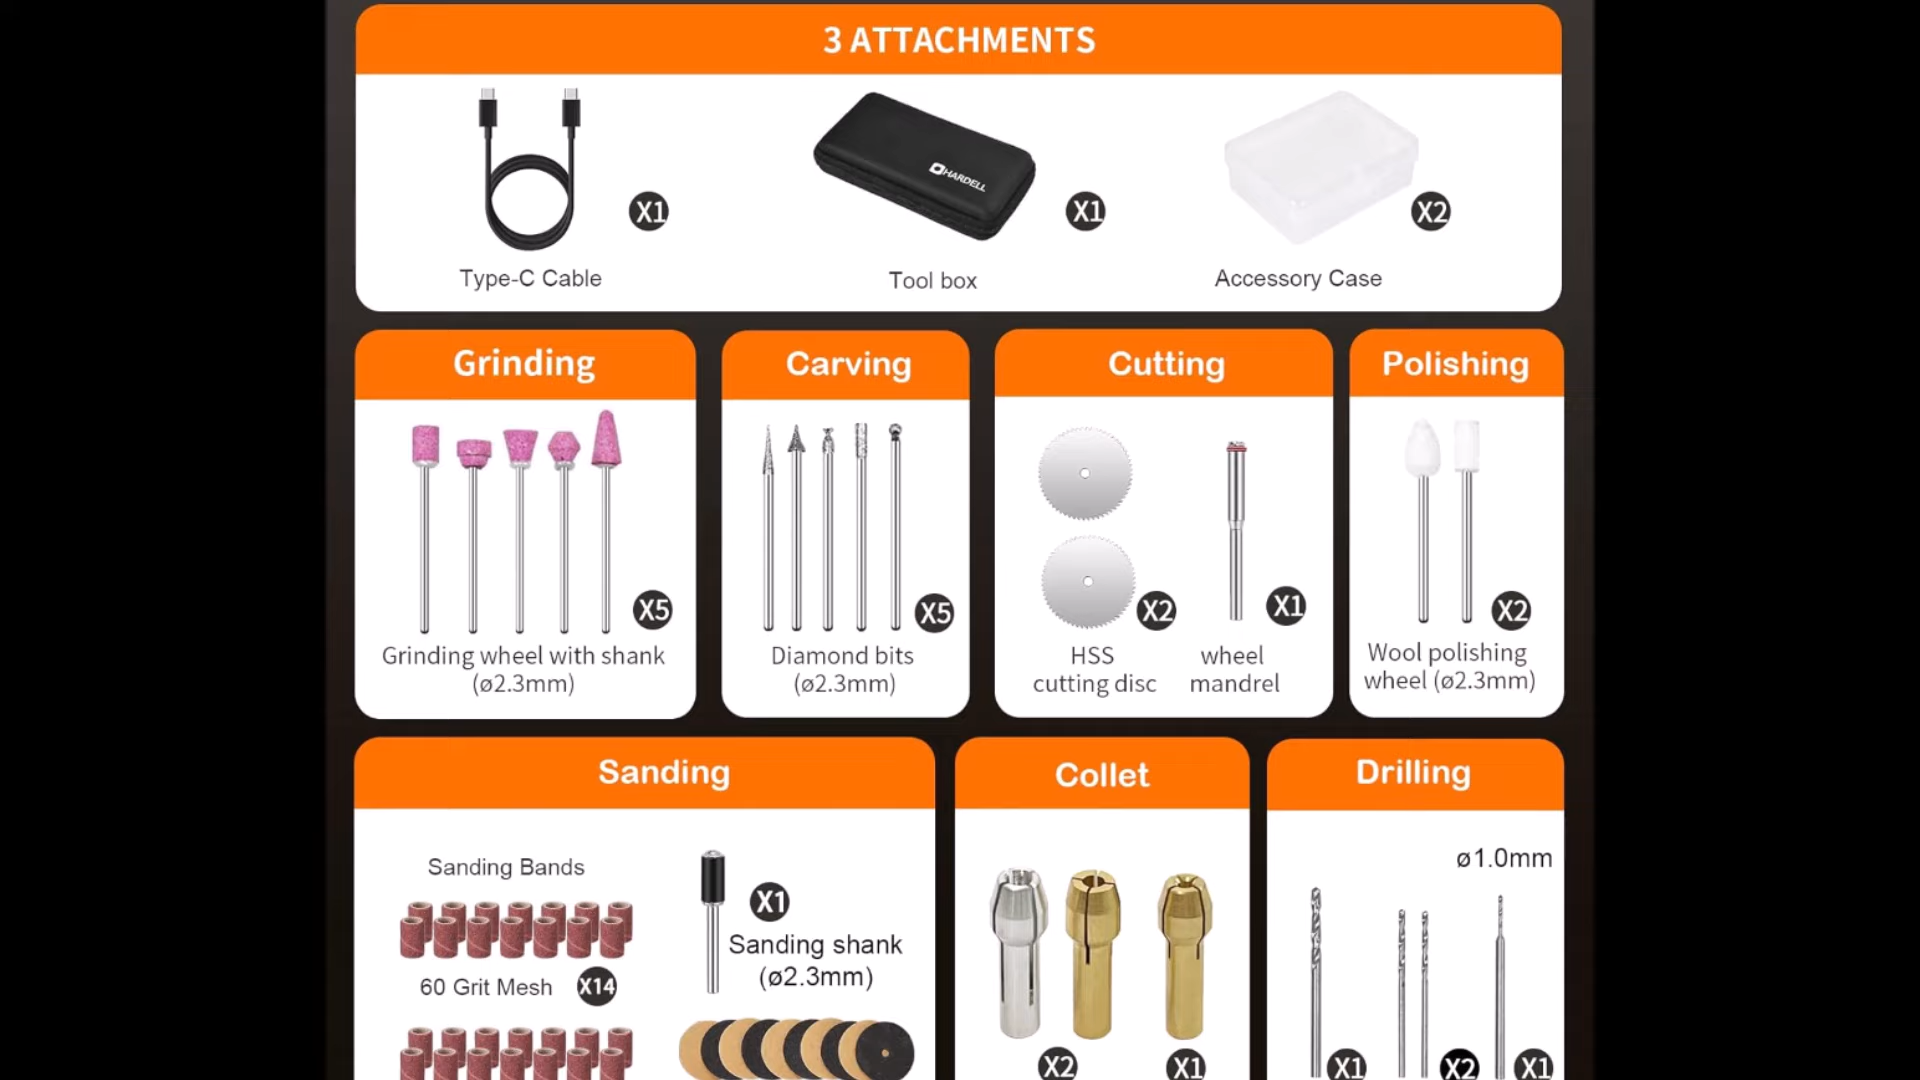 3 ATTACHMENTS
HARDELL
X1
X1
X2
Type-C Cable
Tool box
Accessory Case
Grinding
Carving
Cutting
Polishing
X5
X5
X2
X1
X2
Grinding wheel with shank
(ø2.3mm)
Diamond bits
(ø2.3mm)
HSS
cutting disc
wheel
mandrel
Wool polishing
wheel (ø2.3mm)
Sanding
Collet
Drilling
Sanding Bands
60 Grit Mesh X14
X1
Sanding shank
(ø2.3mm)
X2
X1
ø1.0mm
X1
X2
X1